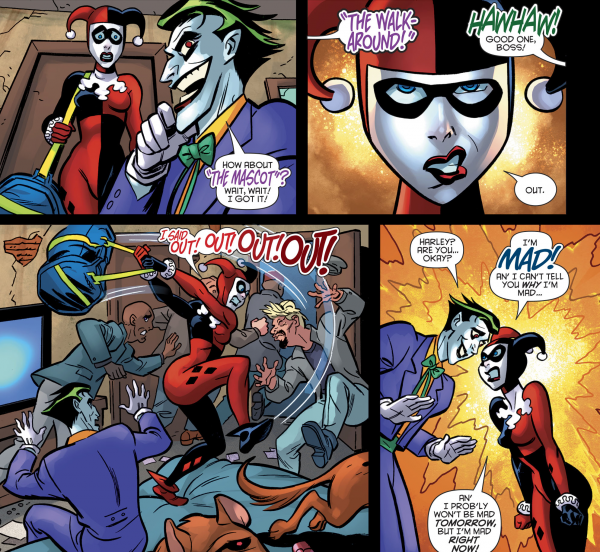 HOW ABOUT
"THE MASCOT"?
WAIT, WAIT!
I GOT IT!
"THE WALK-
AROUND!"
HAWHAW!
GOOD ONE,
BOSS!
OUT.
I SAID
OUT! OUT! OUT! OUT!
HARLEY?
ARE YOU...
OKAY?
I'M
MAD!
AN' I CAN'T TELL
YOU WHY I'M
MAD...
AN'
I PROB'LY
WON'T BE MAD
TOMORROW,
BUT I'M MAD
RIGHT
NOW!